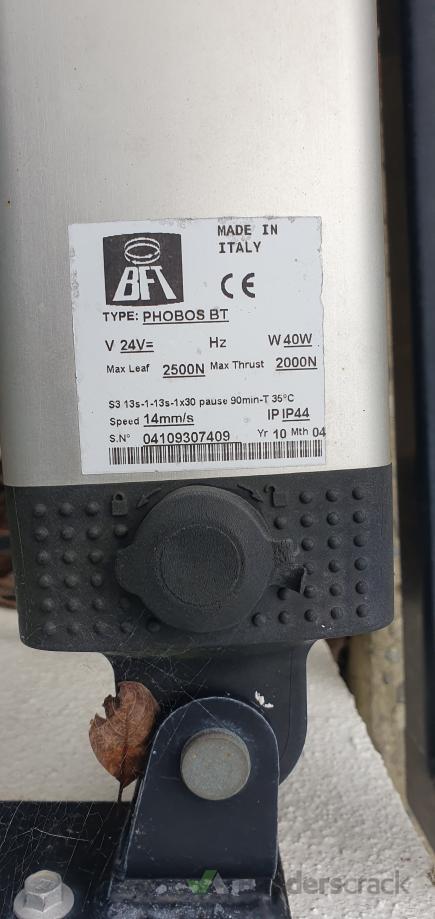 MADE IN
ITALY
BFT
CE
TYPE: PHOBOS BT
V 24V= Hz W 40W
Max Leaf 2500N Max Thrust 2000N
S3 13s-1-13s-1x30 pause 90min-T 35°C
Speed 14mm/s IP IP44
S.N° 04109307409 Yr 10 Mth 04